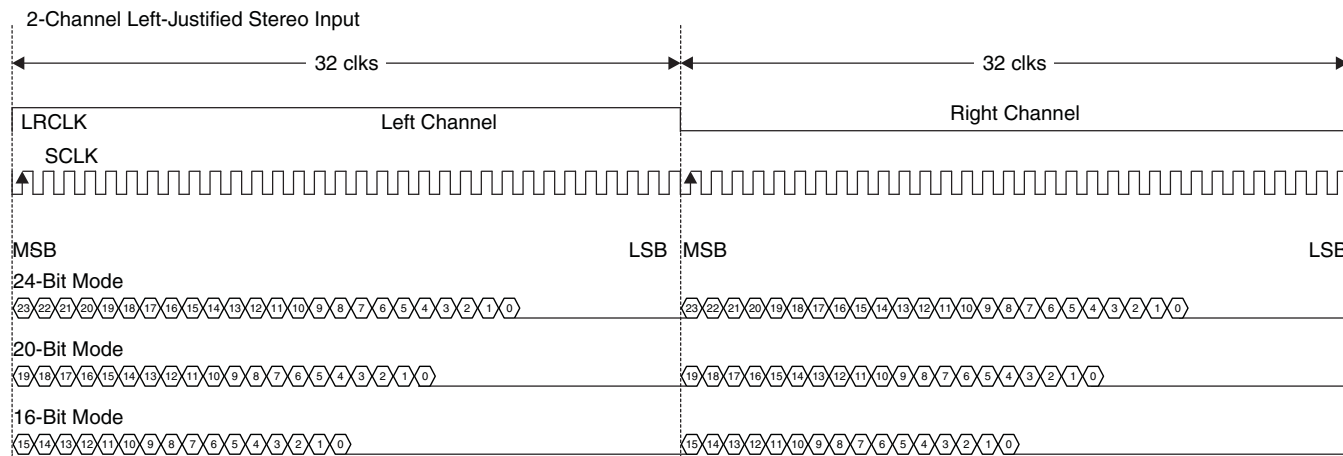 2-Channel Left-Justified Stereo Input
32 clks 32 clks
LRCLK Left Channel Right Channel
SCLK
MSB LSB MSB LSB
24-Bit Mode
23 22 21 20 19 18 17 16 15 14 13 12 11 10 9 8 7 6 5 4 3 2 1 0 23 22 21 20 19 18 17 16 15 14 13 12 11 10 9 8 7 6 5 4 3 2 1 0
20-Bit Mode
19 18 17 16 15 14 13 12 11 10 9 8 7 6 5 4 3 2 1 0 19 18 17 16 15 14 13 12 11 10 9 8 7 6 5 4 3 2 1 0
16-Bit Mode
15 14 13 12 11 10 9 8 7 6 5 4 3 2 1 0 15 14 13 12 11 10 9 8 7 6 5 4 3 2 1 0